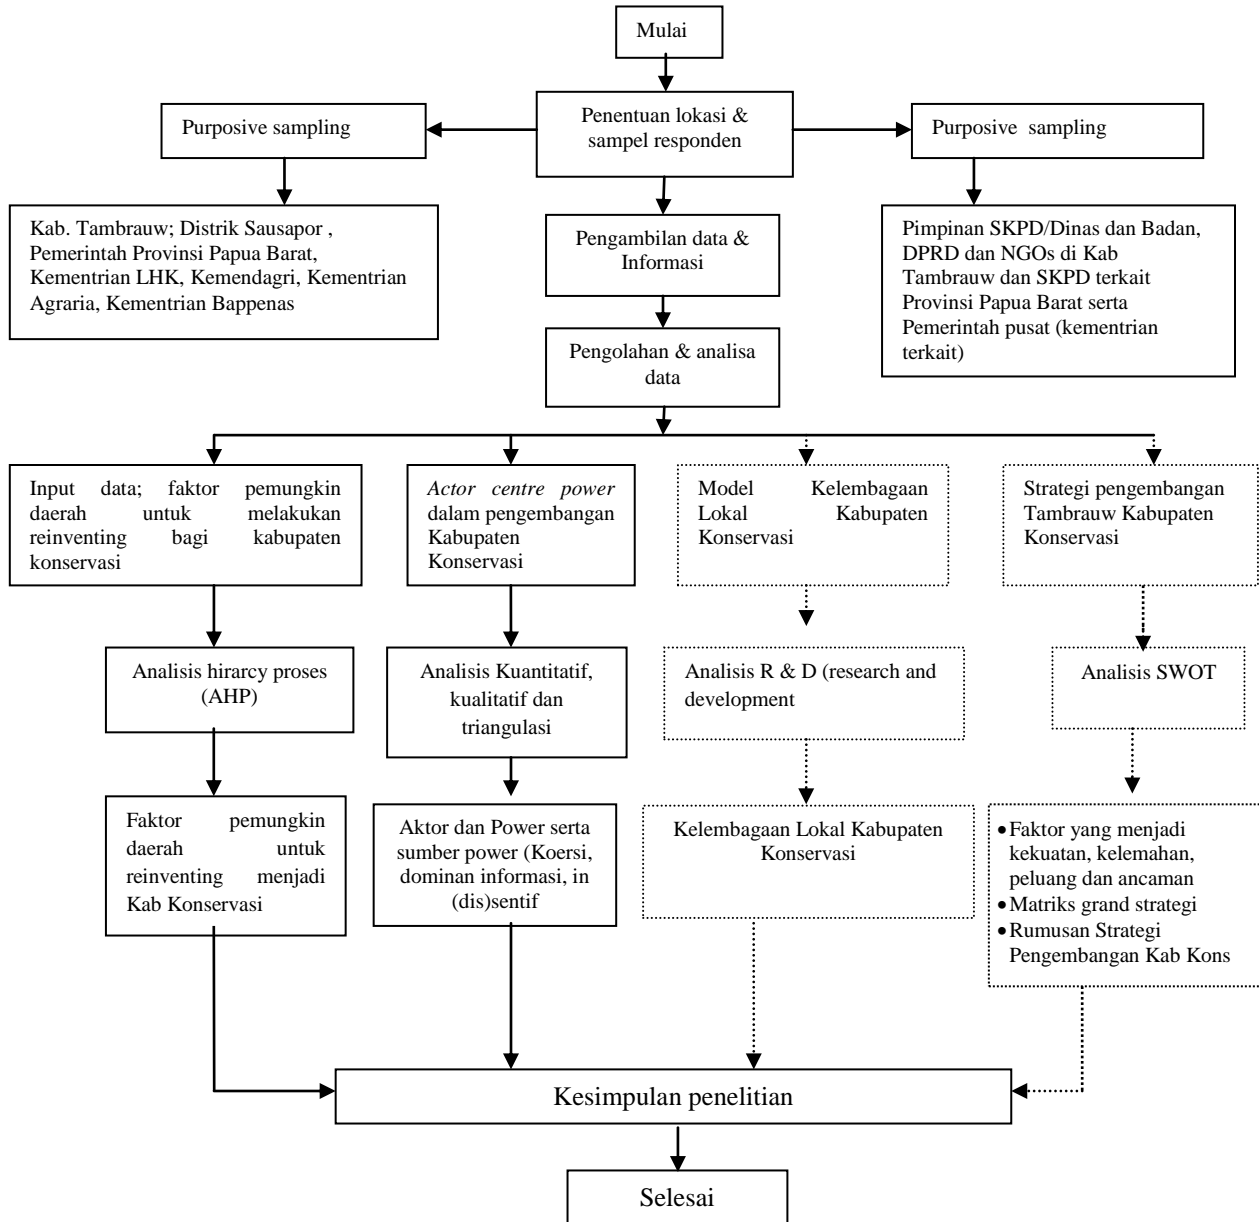 Mulai
Penentuan lokasi &
sampel responden
Purposive sampling
Purposive sampling
Kab. Tambrauw; Distrik Sausapor ,
Pemerintah Provinsi Papua Barat,
Kementrian LHK, Kemendagri, Kementrian
Agraria, Kementrian Bappenas
Pengambilan data &
Informasi
Pimpinan SKPD/Dinas dan Badan,
DPRD dan NGOs di Kab
Tambrauw dan SKPD terkait
Provinsi Papua Barat serta
Pemerintah pusat (kementrian
terkait)
Pengolahan & analisa
data
Input data; faktor pemungkin
daerah untuk melakukan
reinventing bagi kabupaten
konservasi
Actor centre power
dalam pengembangan
Kabupaten
Konservasi
Model Kelembagaan
Lokal Kabupaten
Konservasi
Strategi pengembangan
Tambrauw Kabupaten
Konservasi
Analisis hirarcy proses
(AHP)
Analisis Kuantitatif,
kualitatif dan
triangulasi
Analisis R & D (research and
development
Analisis SWOT
Faktor pemungkin
daerah untuk
reinventing menjadi
Kab Konservasi
Aktor dan Power serta
sumber power (Koersi,
dominan informasi, in
(dis)sentif
Kelembagaan Lokal Kabupaten
Konservasi
• Faktor yang menjadi
kekuatan, kelemahan,
peluang dan ancaman
• Matriks grand strategi
• Rumusan Strategi
Pengembangan Kab Kons
Kesimpulan penelitian
Selesai